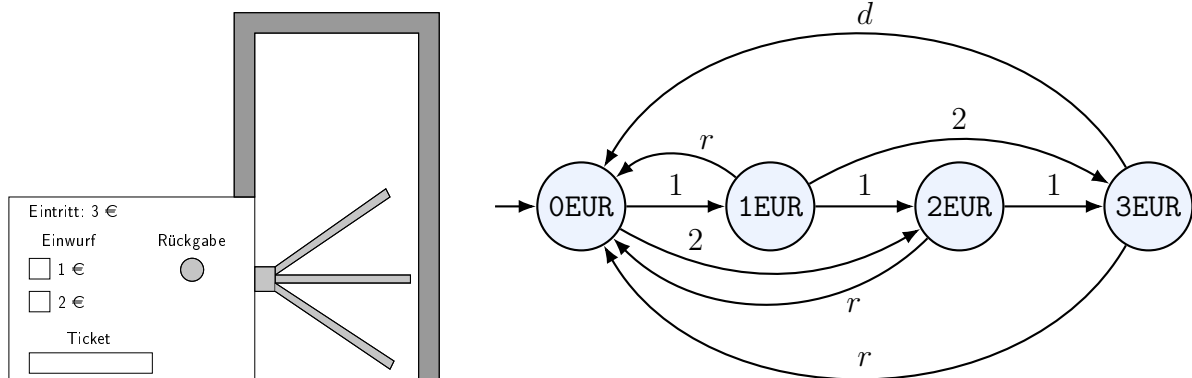 Eintritt: 3 €
Einwurf
Rückgabe
1 €
2 €
Ticket
d
2
r
1
1
1
0EUR
1EUR
2EUR
3EUR
2
r
r